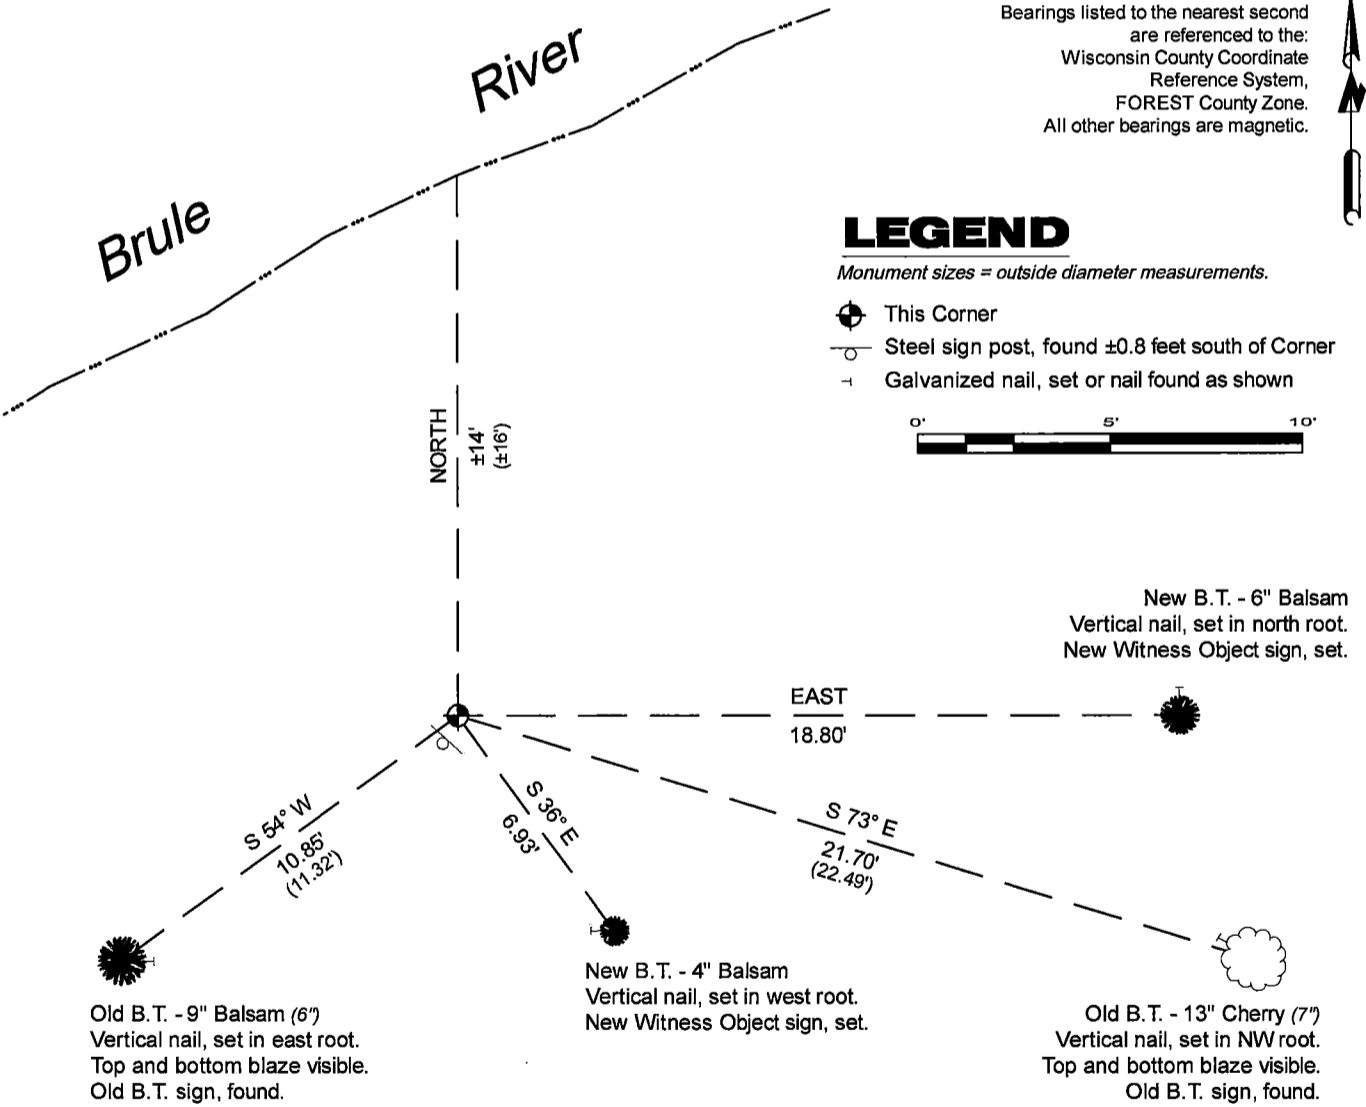 Bearings listed to the nearest second
are referenced to the:
Wisconsin County Coordinate
Reference System,
FOREST County Zone.
All other bearings are magnetic.
N
River
Brule
LEGEND
Monument sizes = outside diameter measurements.
This Corner
Steel sign post, found ±0.8 feet south of Corner
Galvanized nail, set or nail found as shown
0' 5' 10'
NORTH
±14'
(±16')
New B.T. - 6" Balsam
Vertical nail, set in north root.
New Witness Object sign, set.
EAST
18.80'
S 54° W
10.85'
(11.32')
S 36° E
6.93'
S 73° E
21.70'
(22.49')
Old B.T. - 9" Balsam (6")
Vertical nail, set in east root.
Top and bottom blaze visible.
Old B.T. sign, found.
New B.T. - 4" Balsam
Vertical nail, set in west root.
New Witness Object sign, set.
Old B.T. - 13" Cherry (7")
Vertical nail, set in NW root.
Top and bottom blaze visible.
Old B.T. sign, found.